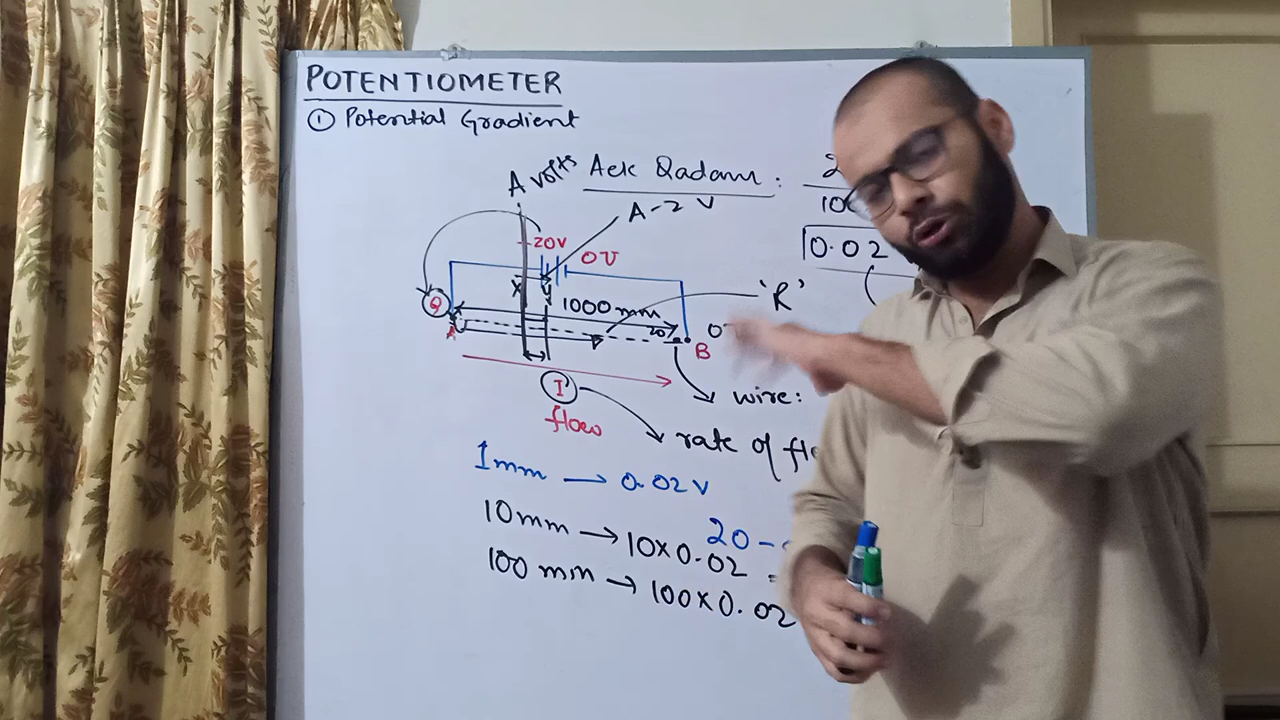 POTENTIOMETER
① Potential Gradient
A volts
Aek Qadam :
A-2 V
0.02
20V
0V
X Y
1000 mm
'R'
A
20
B
I
flow
wire:
rate of
1mm → 0.02V
10mm → 10×0.02
20-
100 mm → 100×0.02